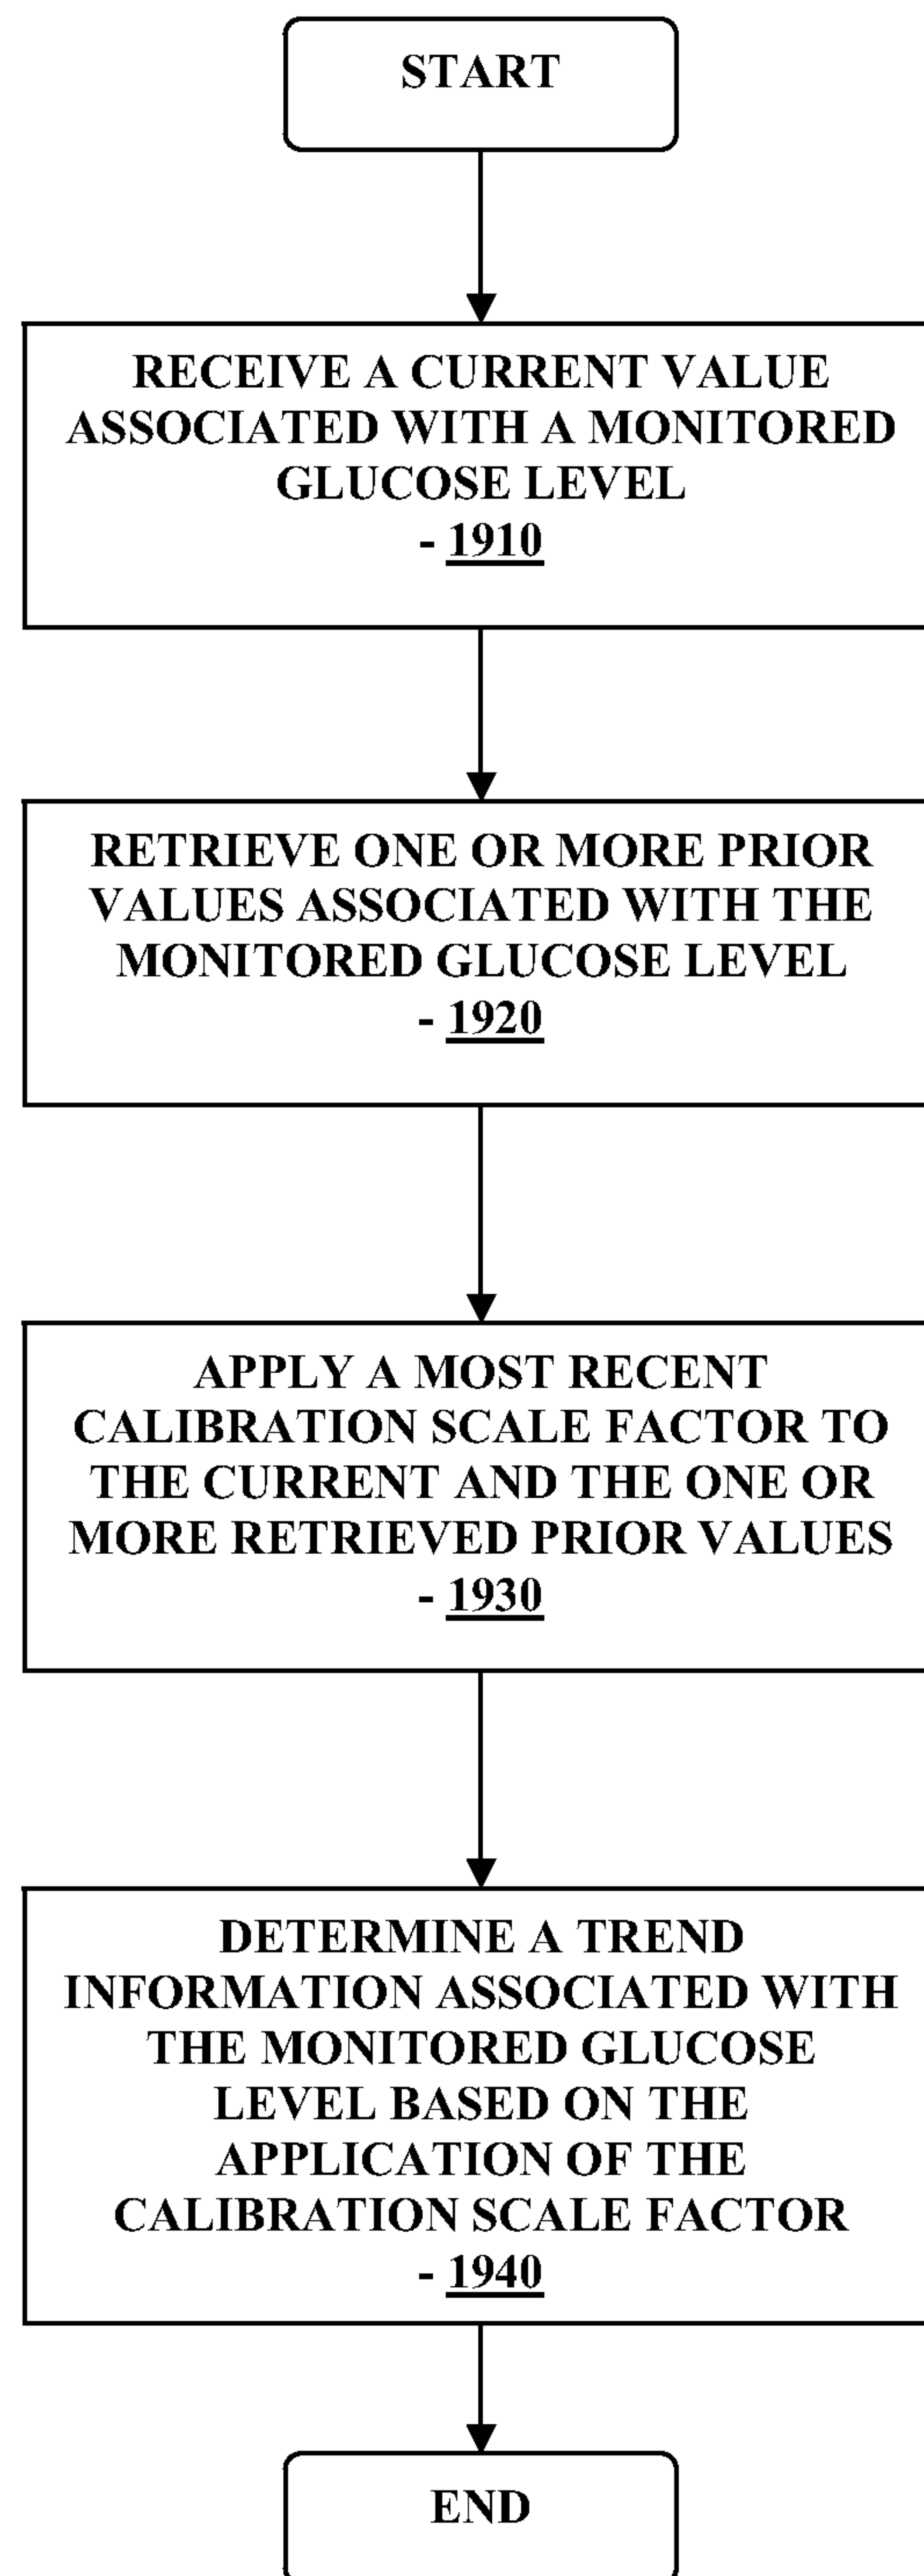 START
RECEIVE A CURRENT VALUE
ASSOCIATED WITH A MONITORED
GLUCOSE LEVEL
- 1910
RETRIEVE ONE OR MORE PRIOR
VALUES ASSOCIATED WITH THE
MONITORED GLUCOSE LEVEL
- 1920
APPLY A MOST RECENT
CALIBRATION SCALE FACTOR TO
THE CURRENT AND THE ONE OR
MORE RETRIEVED PRIOR VALUES
- 1930
DETERMINE A TREND
INFORMATION ASSOCIATED WITH
THE MONITORED GLUCOSE
LEVEL BASED ON THE
APPLICATION OF THE
CALIBRATION SCALE FACTOR
- 1940
END